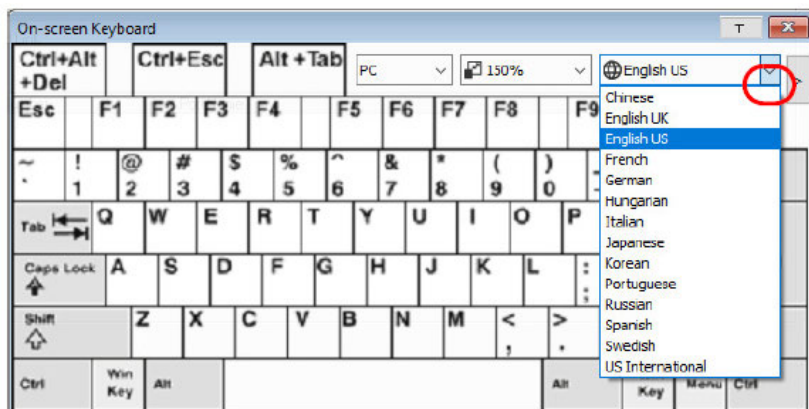 On-screen Keyboard
Ctrl+Alt +Del Ctrl+Esc Alt +Tab PC 150% English US
Esc F1 F2 F3 F4 F5 F6 F7 F8 F9
~ ! @ # $ % ^ & * ( )
` 1 2 3 4 5 6 7 8 9 0 -
Tab Q W E R T Y U I O P
Caps Lock A S D F G H J K L : ;
Shift Z X C V B N M < , > .
Ctrl Win Key Alt Alt Key Menu Ctrl
Chinese
English UK
English US
French
German
Hungarian
Italian
Japanese
Korean
Portuguese
Russian
Spanish
Swedish
US International